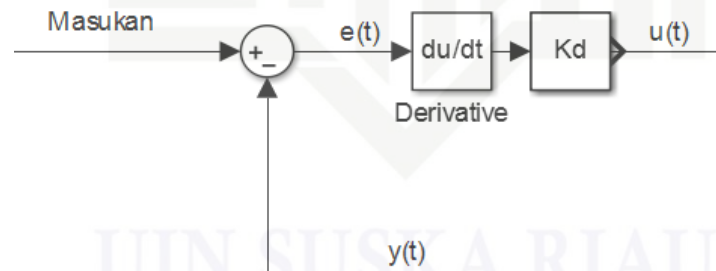 Masukan
+
_
e(t)
du/dt
Derivative
Kd
u(t)
y(t)
UIN SUSKA RIAU